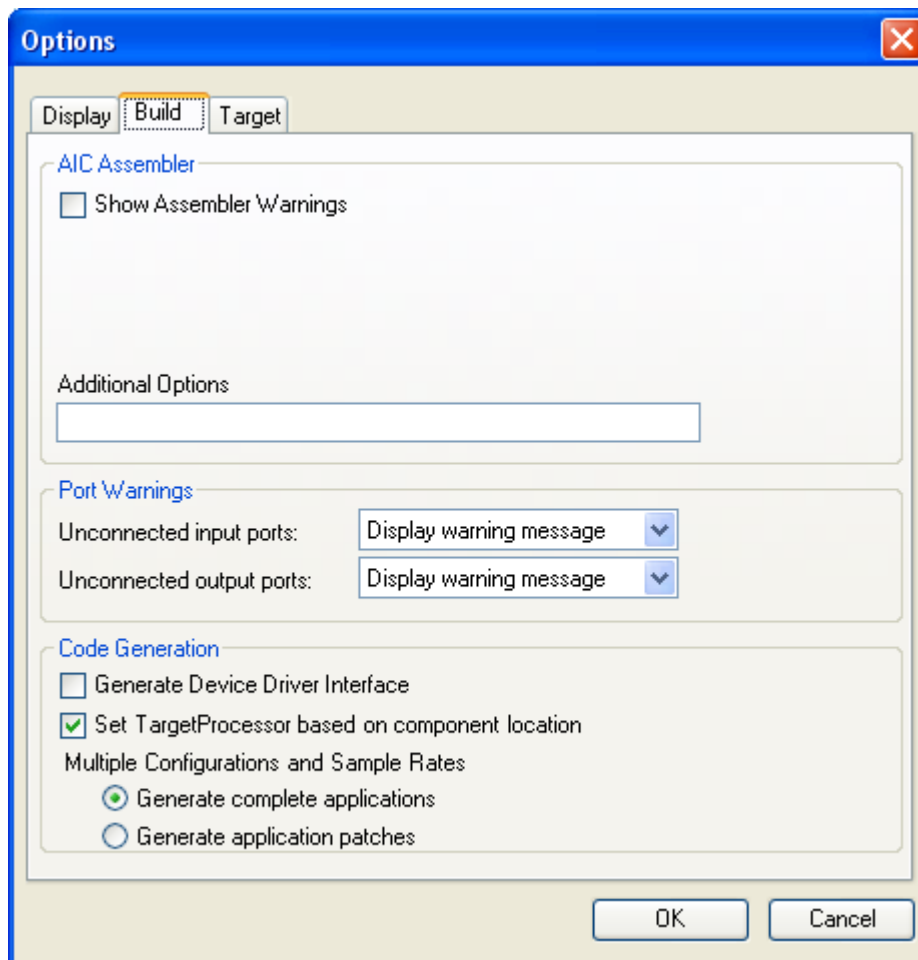 Options
Display Build Target
AIC Assembler
Show Assembler Warnings
Additional Options
Port Warnings
Unconnected input ports: Display warning message
Unconnected output ports: Display warning message
Code Generation
Generate Device Driver Interface
Set TargetProcessor based on component location
Multiple Configurations and Sample Rates
Generate complete applications
Generate application patches
OK Cancel